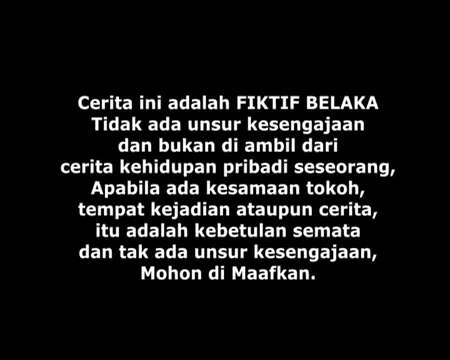 Cerita ini adalah FIKTIF BELAKA
Tidak ada unsur kesengajaan
dan bukan di ambil dari
cerita kehidupan pribadi seseorang,
Apabila ada kesamaan tokoh,
tempat kejadian ataupun cerita,
itu adalah kebetulan semata
dan tak ada unsur kesengajaan,
Mohon di Maafkan.